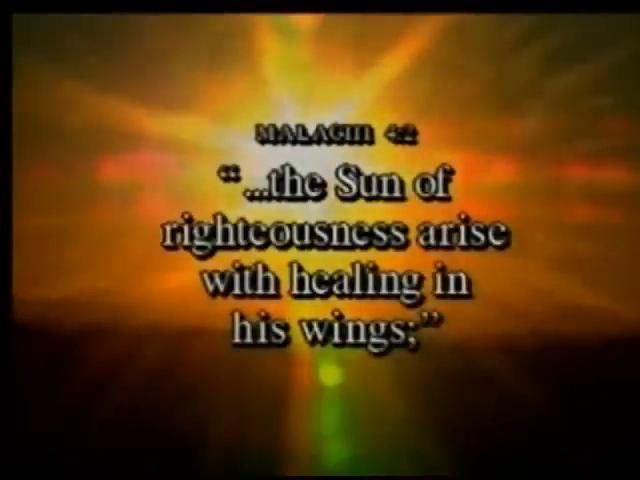 MALACHI 4:2
“...the Sun of
righteousness arise
with healing in
his wings;”